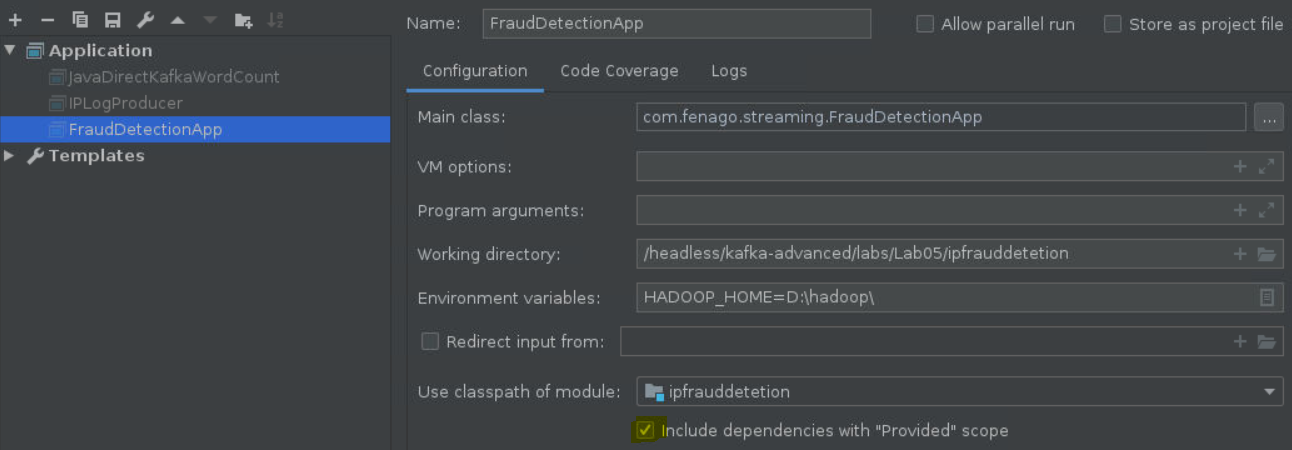 Name: FraudDetectionApp Allow parallel run Store as project file
Application
JavaDirectKafkaWordCount
IPLogProducer
FraudDetectionApp
Templates
Configuration Code Coverage Logs
Main class: com.fenago.streaming.FraudDetectionApp ...
VM options:
Program arguments:
Working directory: /headless/kafka-advanced/labs/Lab05/ipfrauddetetion
Environment variables: HADOOP_HOME=D:\hadoop\
Redirect input from:
Use classpath of module: ipfrauddetetion
Include dependencies with "Provided" scope